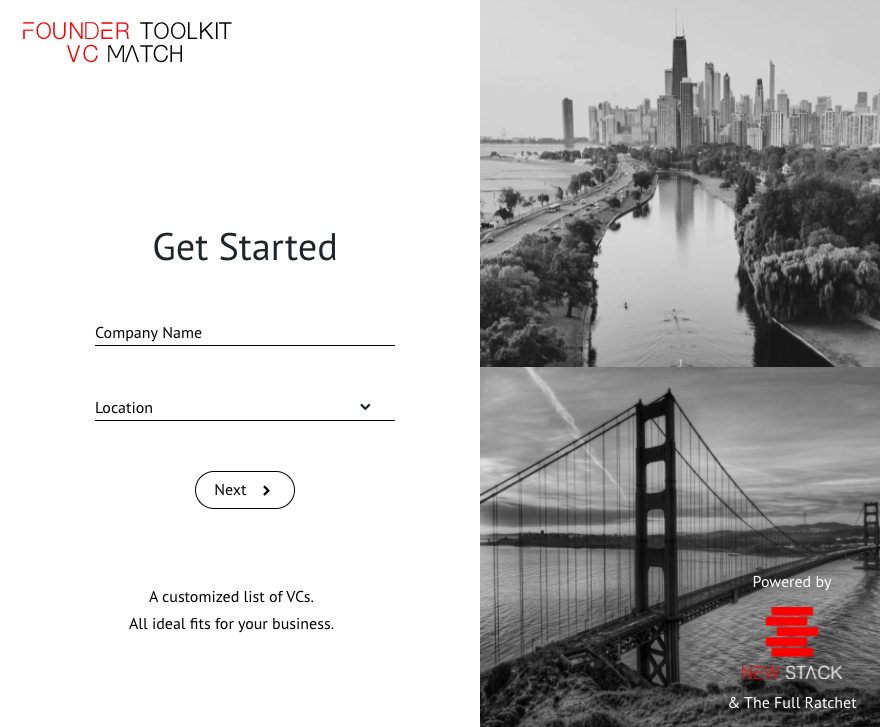 FOUNDER TOOLKIT
VC MATCH
Get Started
Company Name
Location
Next
A customized list of VCs.
All ideal fits for your business.
Powered by
NEW STACK
& The Full Ratchet